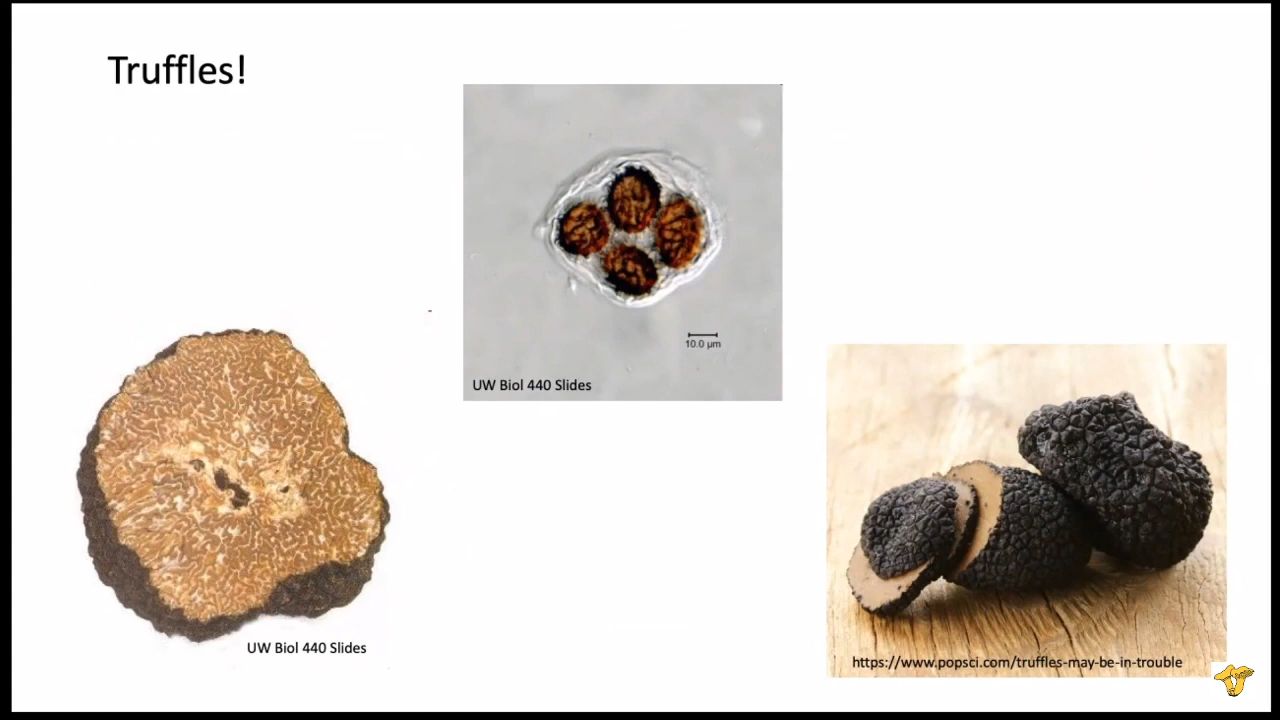 Truffles!
10.0 µm
UW Biol 440 Slides
UW Biol 440 Slides
https://www.popsci.com/truffles-may-be-in-trouble